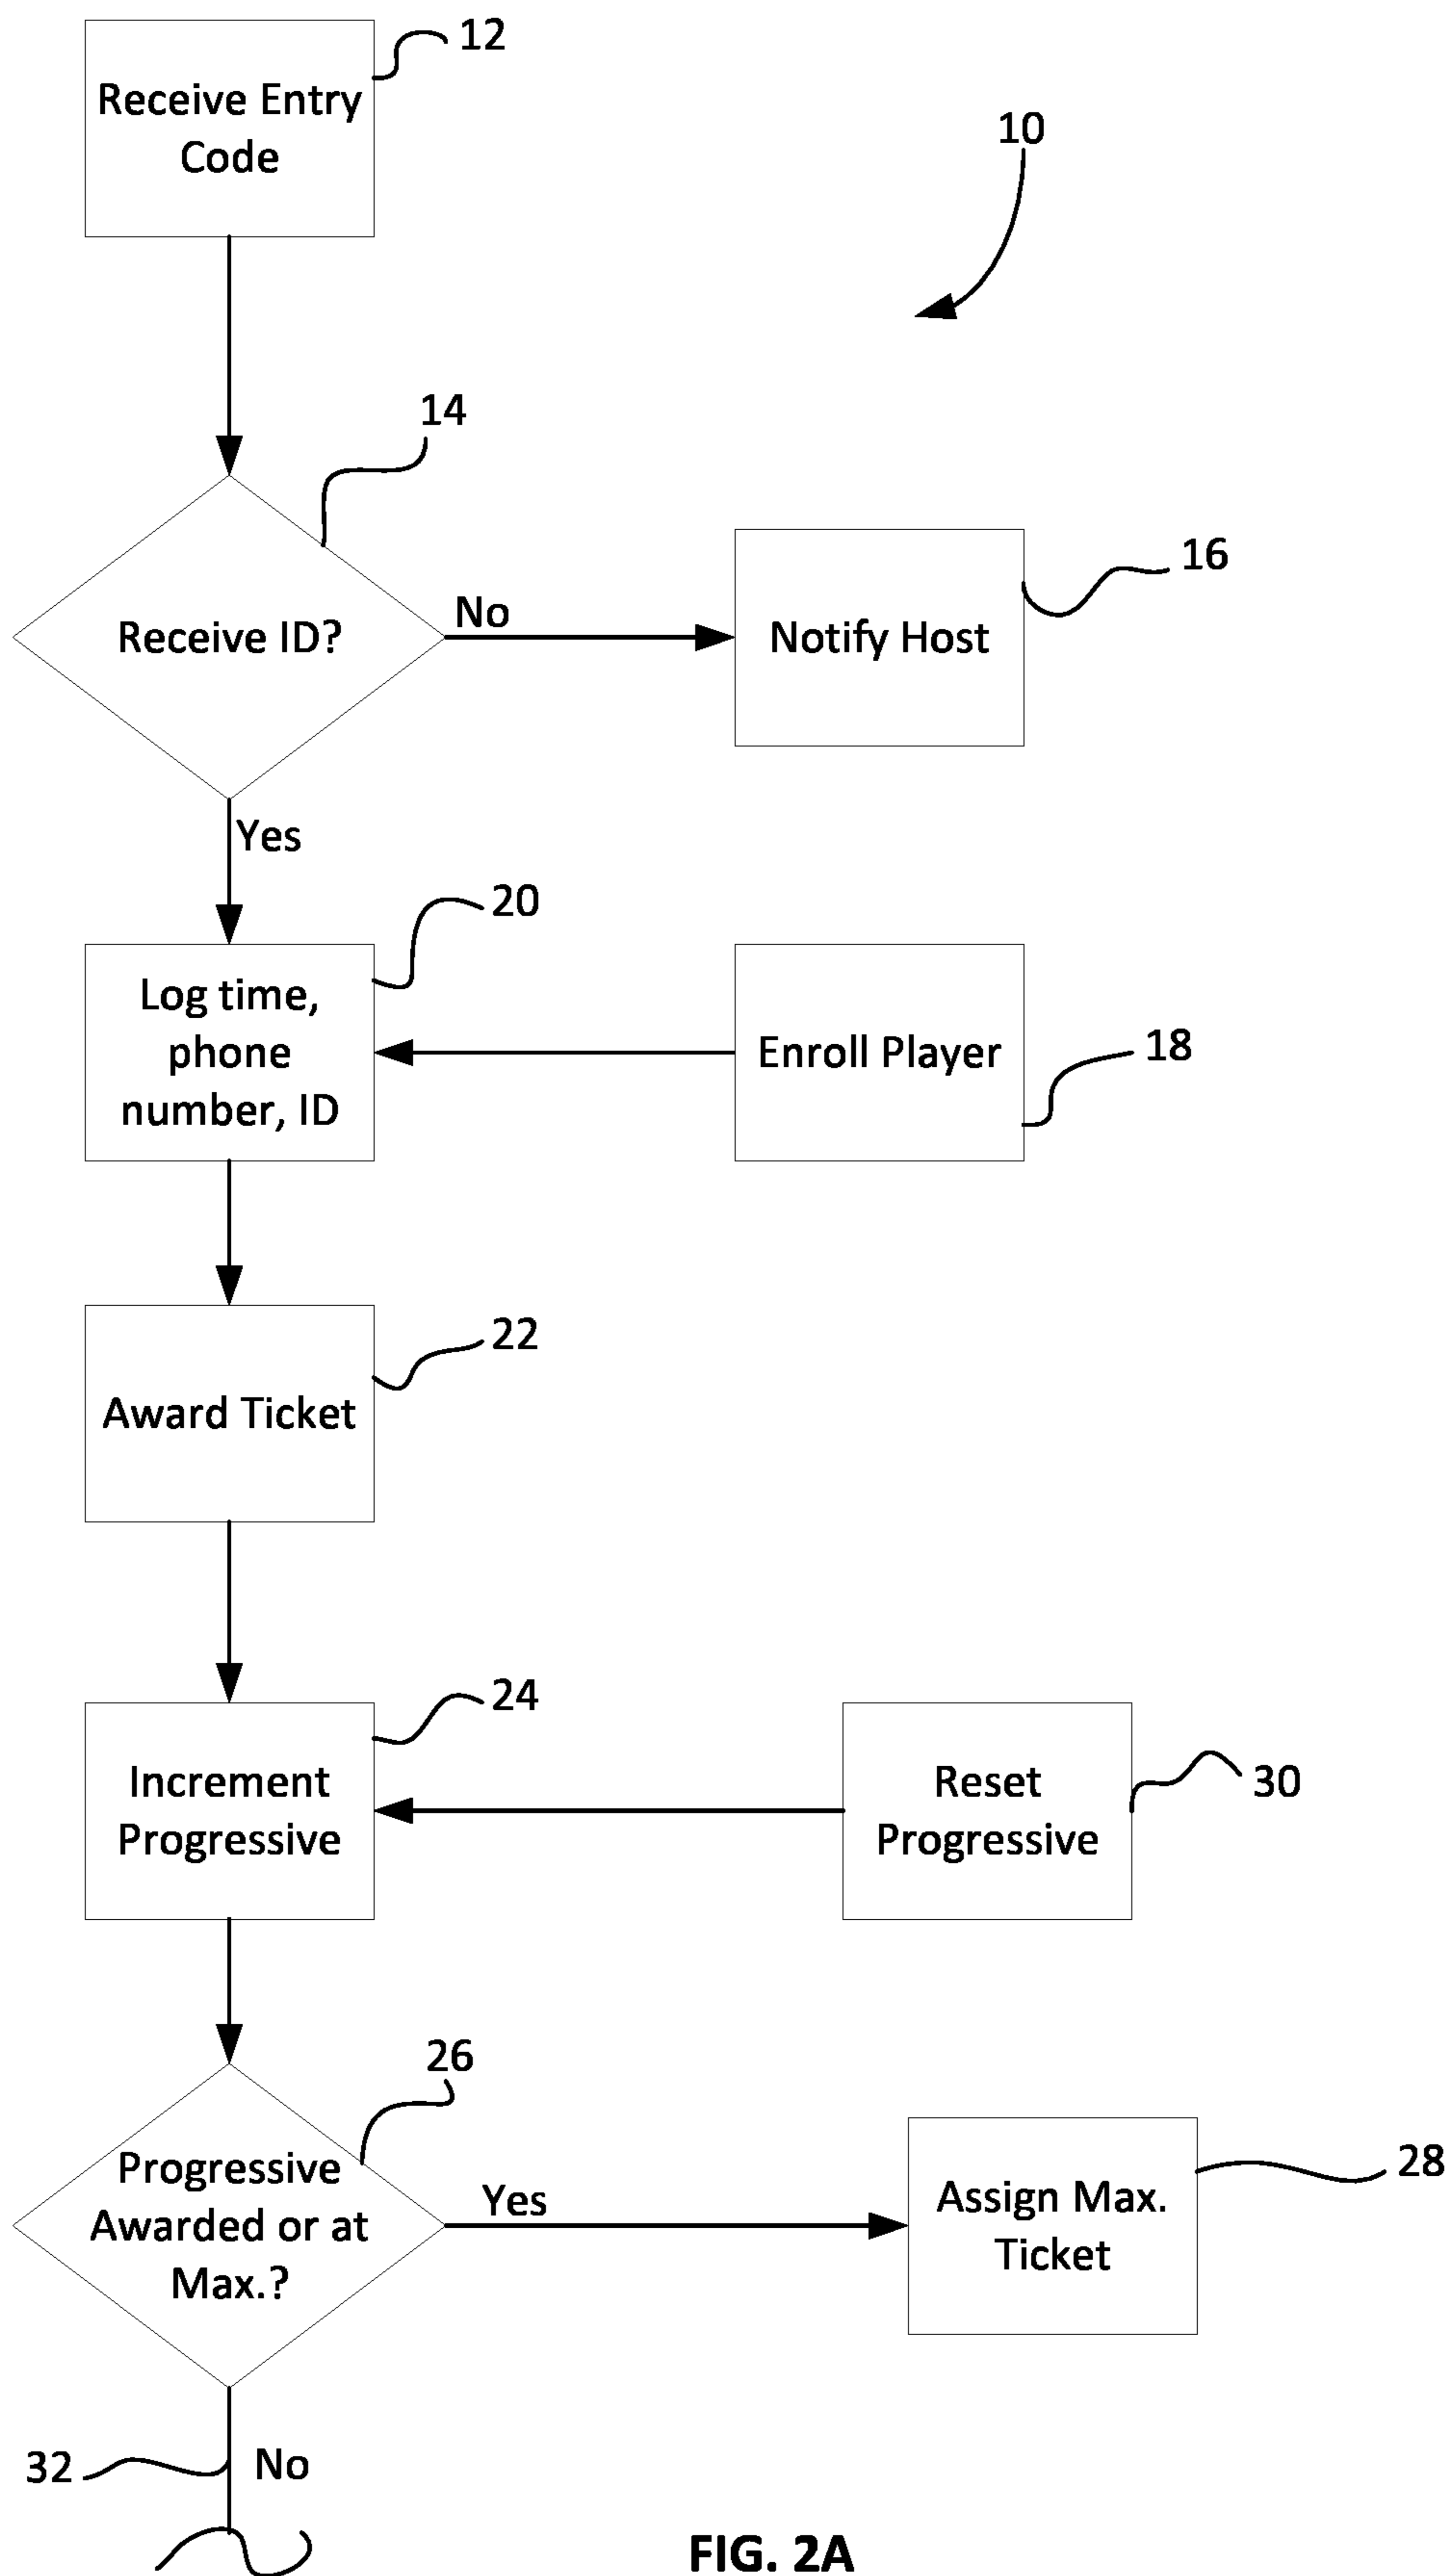 12
Receive Entry
Code
10
14
Receive ID?
No
Notify Host
16
Yes
20
Log time,
phone
number, ID
Enroll Player
18
22
Award Ticket
24
Increment
Progressive
Reset
Progressive
30
26
Progressive
Awarded or at
Max.?
Yes
Assign Max.
Ticket
28
32
No
FIG. 2A